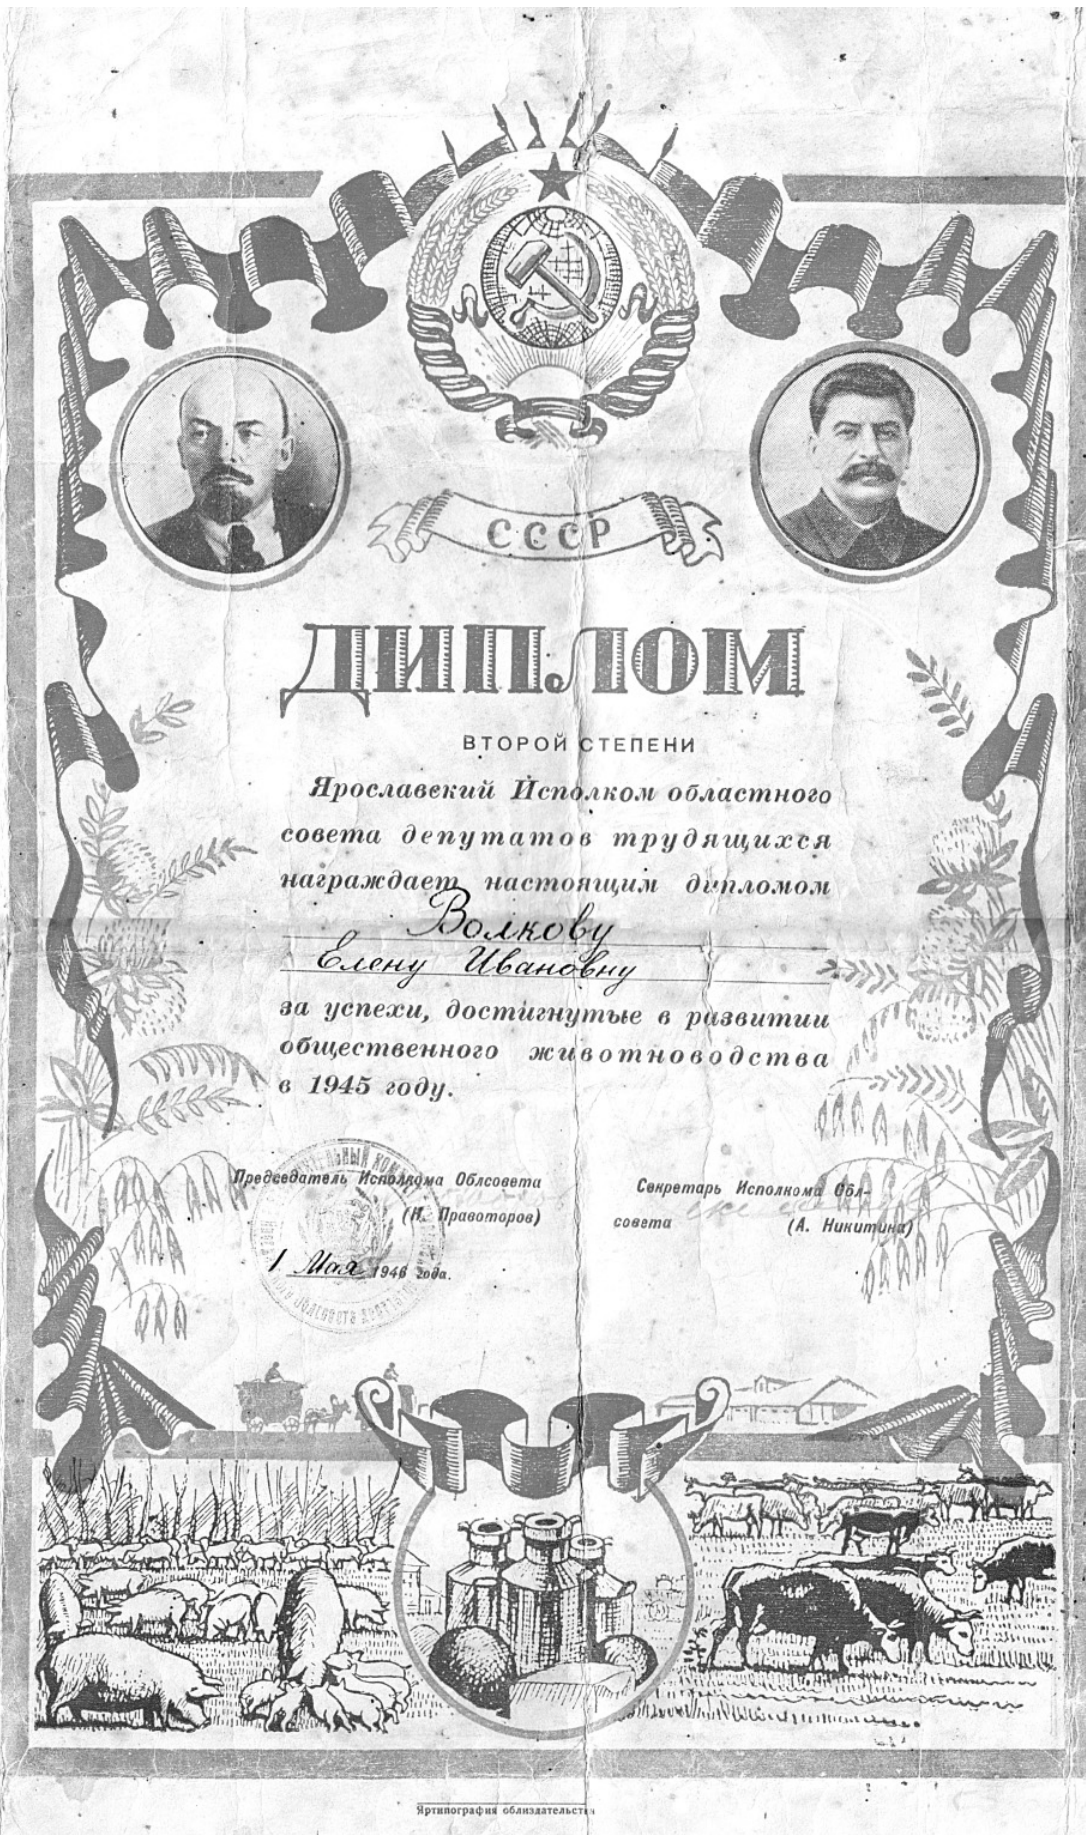 СССР
ДИПЛОМ
ВТОРОЙ СТЕПЕНИ
Ярославский Исполком областного
совета депутатов трудящихся
награждает настоящим дипломом
Волкову
Елену Ивановну
за успехи, достигнутые в развитии
общественного животноводства
в 1945 году.
Председатель Исполкома Облсовета
(Н. Правоторов)
1 Мая 1946 года.
Секретарь Исполкома Обл-
совета (А. Никитина)
Яртипография облиздательства